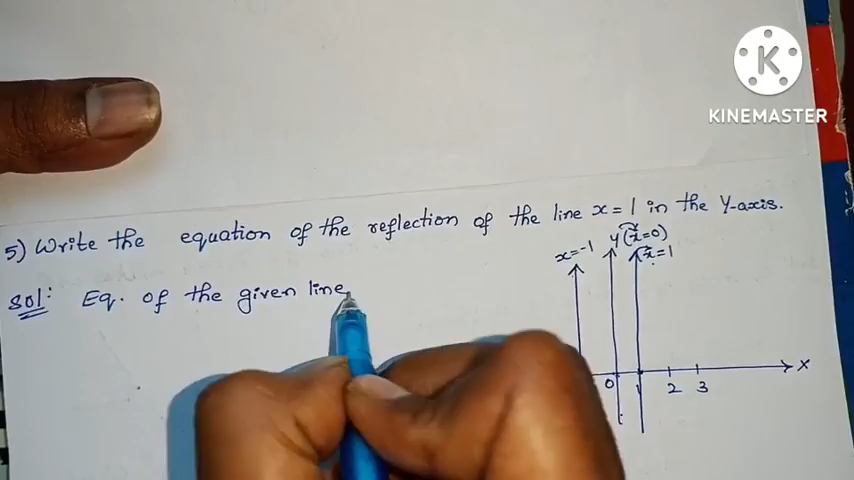 K
KINEMASTER
5) Write the equation of the reflection of the line x = 1 in the Y-axis.
Sol: Eq. of the given line
x=-1
y (x=0)
x=1
0 1 2 3 X